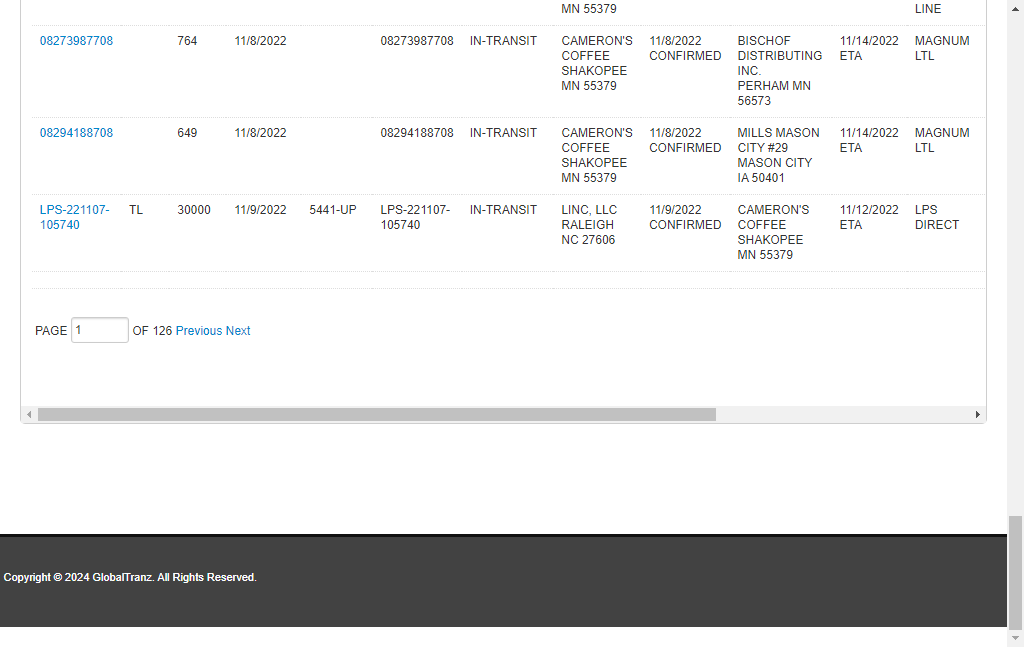 MN 55379 LINE
08273987708 764 11/8/2022 08273987708 IN-TRANSIT CAMERON'S 11/8/2022 BISCHOF 11/14/2022 MAGNUM
COFFEE CONFIRMED DISTRIBUTING ETA LTL
SHAKOPEE INC.
MN 55379 PERHAM MN
56573
08294188708 649 11/8/2022 08294188708 IN-TRANSIT CAMERON'S 11/8/2022 MILLS MASON 11/14/2022 MAGNUM
COFFEE CONFIRMED CITY #29 ETA LTL
SHAKOPEE MASON CITY
MN 55379 IA 50401
LPS-221107- TL 30000 11/9/2022 5441-UP LPS-221107- IN-TRANSIT LINC, LLC 11/9/2022 CAMERON'S 11/12/2022 LPS
105740 105740 RALEIGH CONFIRMED COFFEE ETA DIRECT
NC 27606 SHAKOPEE
MN 55379
PAGE 1 OF 126 Previous Next
Copyright © 2024 GlobalTranz. All Rights Reserved.